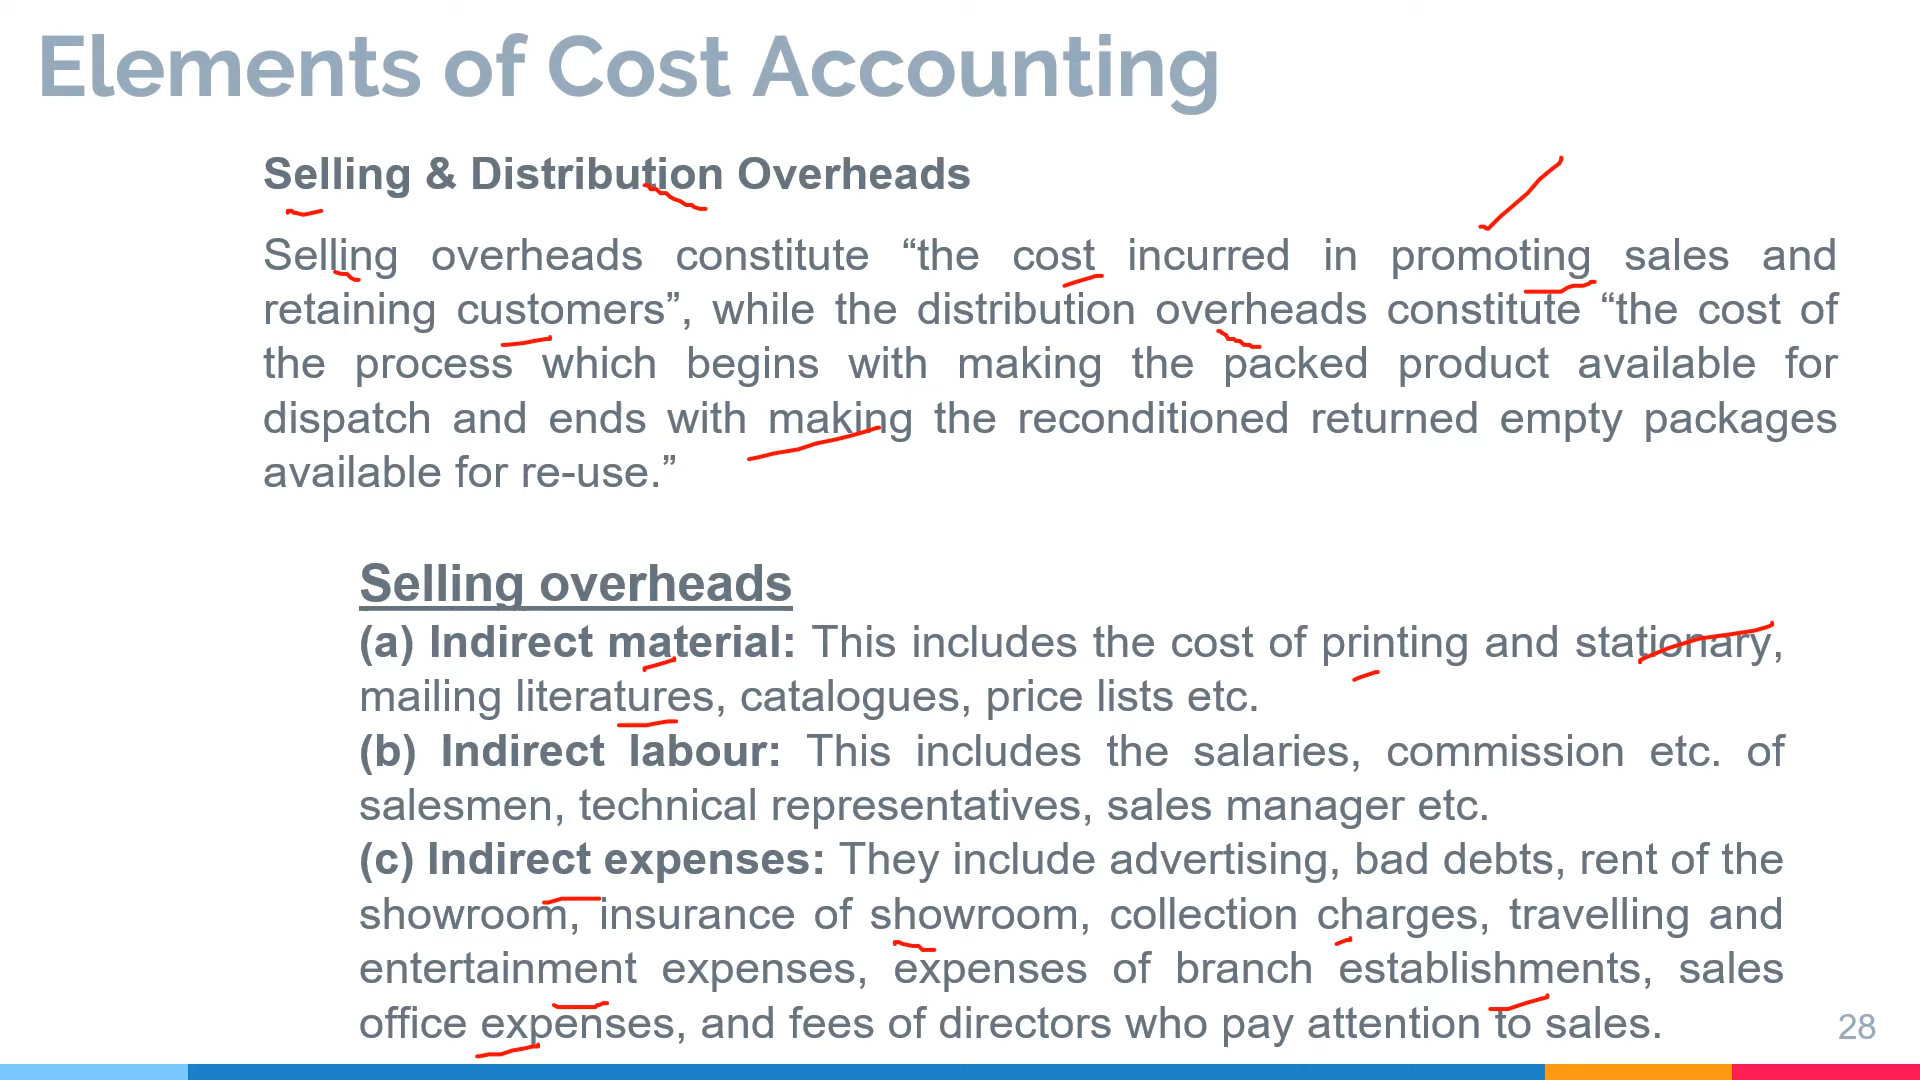 Elements of Cost Accounting
Selling & Distribution Overheads
Selling overheads constitute “the cost incurred in promoting sales and
retaining customers”, while the distribution overheads constitute “the cost of
the process which begins with making the packed product available for
dispatch and ends with making the reconditioned returned empty packages
available for re-use.”
Selling overheads
(a) Indirect material: This includes the cost of printing and stationary,
mailing literatures, catalogues, price lists etc.
(b) Indirect labour: This includes the salaries, commission etc. of
salesmen, technical representatives, sales manager etc.
(c) Indirect expenses: They include advertising, bad debts, rent of the
showroom, insurance of showroom, collection charges, travelling and
entertainment expenses, expenses of branch establishments, sales
office expenses, and fees of directors who pay attention to sales.
28